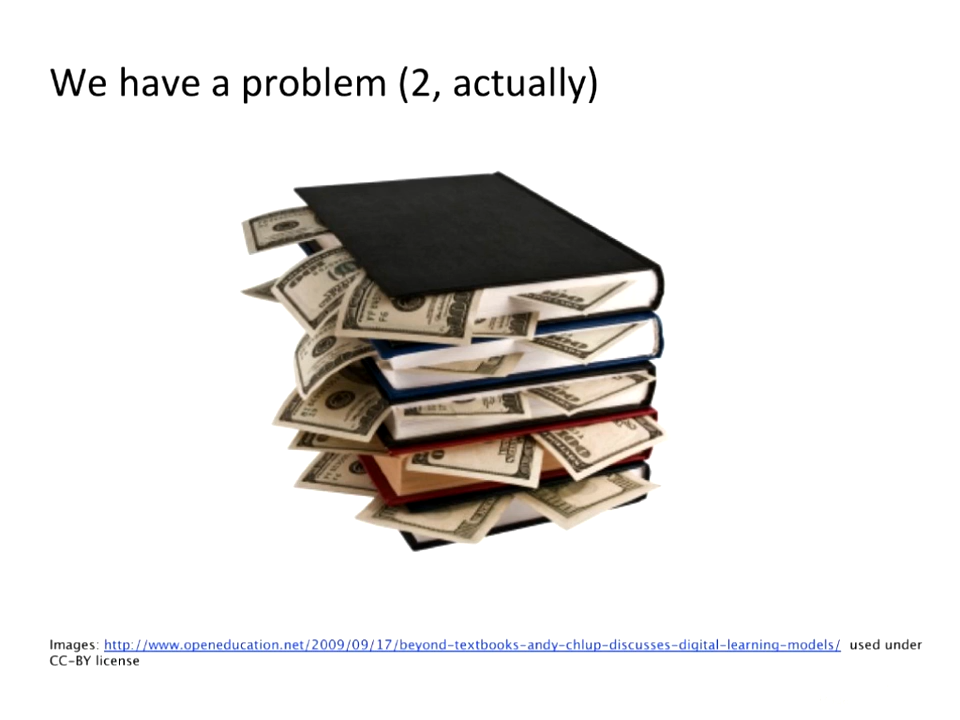 We have a problem (2, actually)
Images: http://www.openeducation.net/2009/09/17/beyond-textbooks-andy-chlup-discusses-digital-learning-models/ used under
CC-BY license